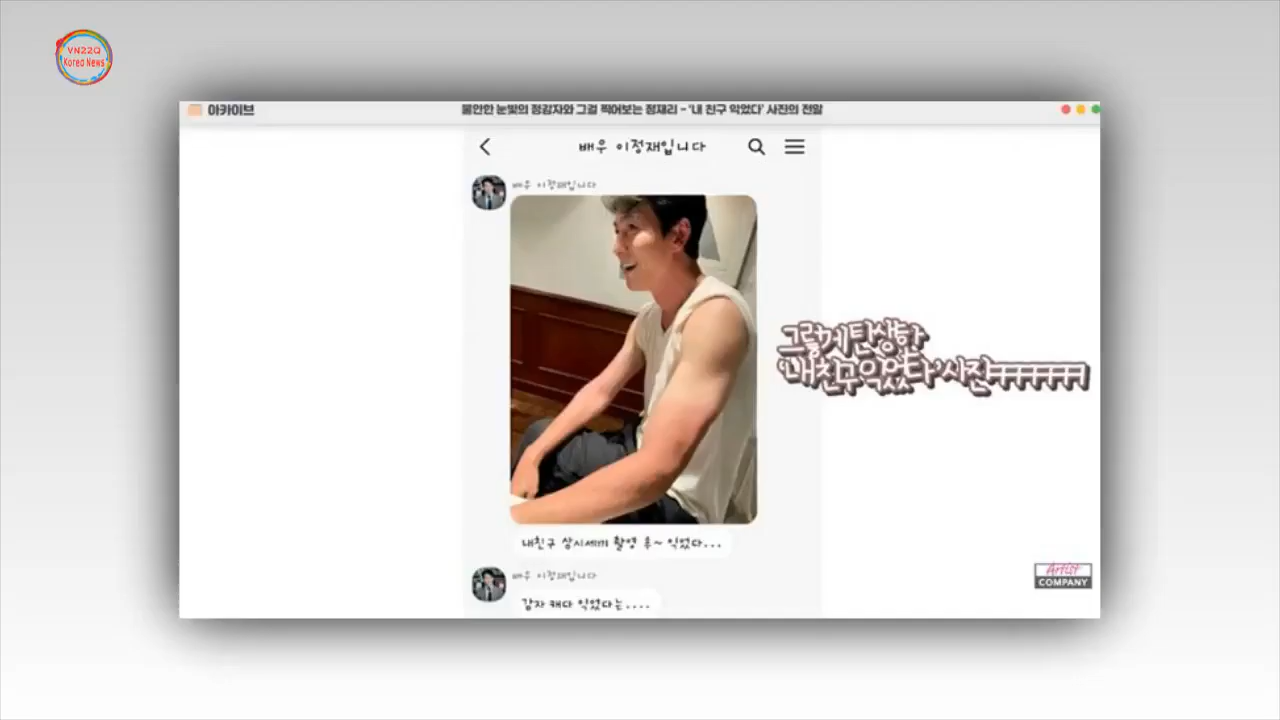 YN22Q
Korea News
아카이브
불안한 눈빛의 정감자와 그걸 찍어보는 정재리 - '내 친구 익었다' 사진의 전말
배우 이정재입니다
배우 이정재입니다
그렇게 탄생한
'내 친구 익었다' 사진ㅋㅋㅋㅋㅋㅋ
내친구 삼시세끼 촬영 후~ 익었다...
배우 이정재입니다
감자 캐다 익었다는....
Artist
COMPANY